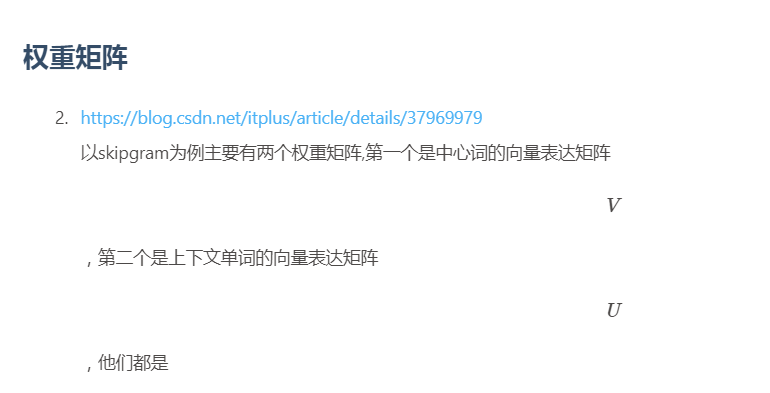 权重矩阵
2. https://blog.csdn.net/itplus/article/details/37969979
以skipgram为例主要有两个权重矩阵,第一个是中心词的向量表达矩阵
V
，第二个是上下文单词的向量表达矩阵
U
，他们都是